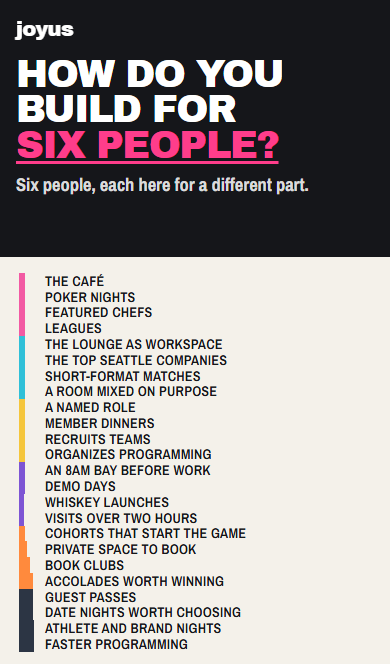 joyus
HOW DO YOU
BUILD FOR
SIX PEOPLE?
Six people, each here for a different part.
THE CAFÉ
POKER NIGHTS
FEATURED CHEFS
LEAGUES
THE LOUNGE AS WORKSPACE
THE TOP SEATTLE COMPANIES
SHORT-FORMAT MATCHES
A ROOM MIXED ON PURPOSE
A NAMED ROLE
MEMBER DINNERS
RECRUITS TEAMS
ORGANIZES PROGRAMMING
AN 8AM BAY BEFORE WORK
DEMO DAYS
WHISKEY LAUNCHES
VISITS OVER TWO HOURS
COHORTS THAT START THE GAME
PRIVATE SPACE TO BOOK
BOOK CLUBS
ACCOLADES WORTH WINNING
GUEST PASSES
DATE NIGHTS WORTH CHOOSING
ATHLETE AND BRAND NIGHTS
FASTER PROGRAMMING